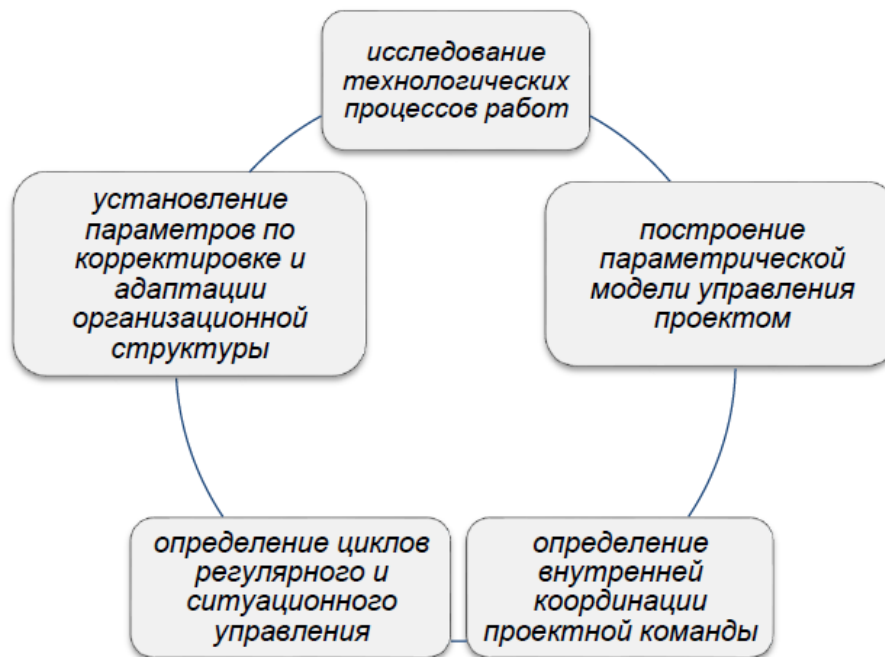 исследование
технологических
процессов работ
построение
параметрической
модели управления
проектом
определение
внутренней
координации
проектной команды
определение циклов
регулярного и
ситуационного
управления
установление
параметров по
корректировке и
адаптации
организационной
структуры